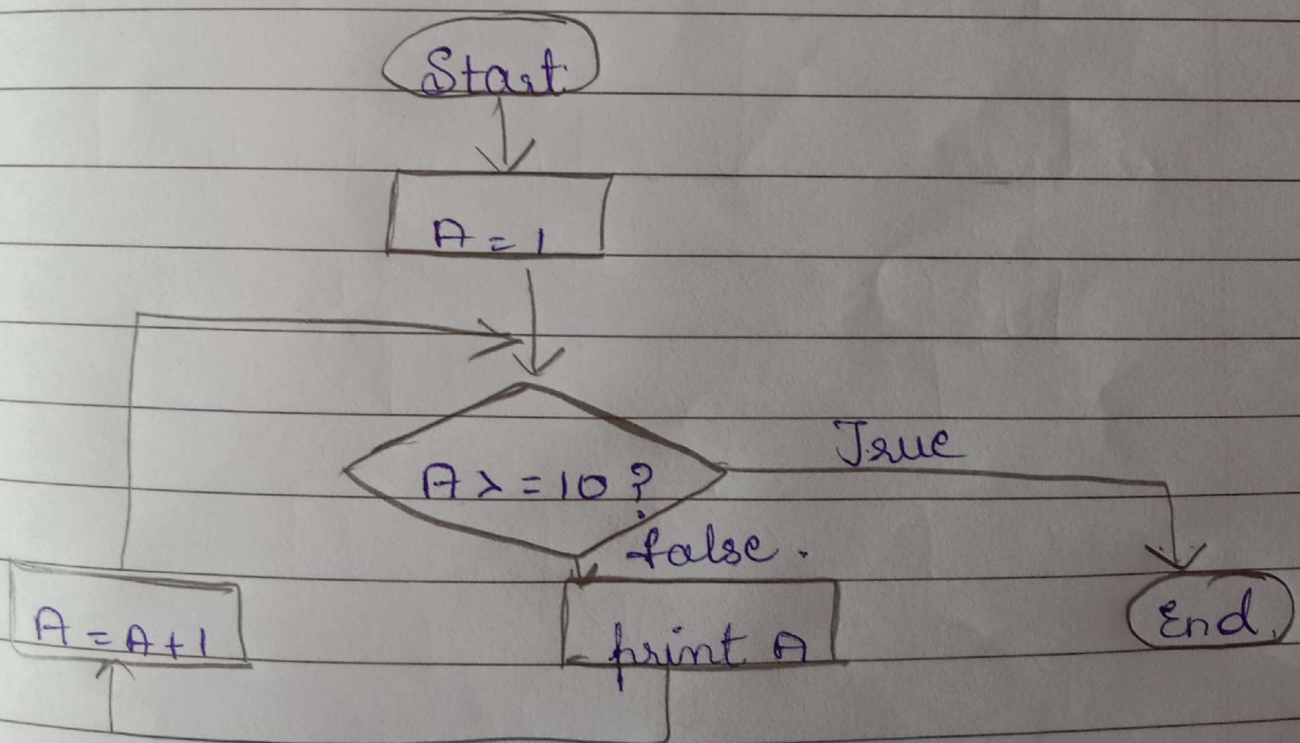 Start
A = 1
A >= 10 ?
True
false.
A = A + 1
print A
End.